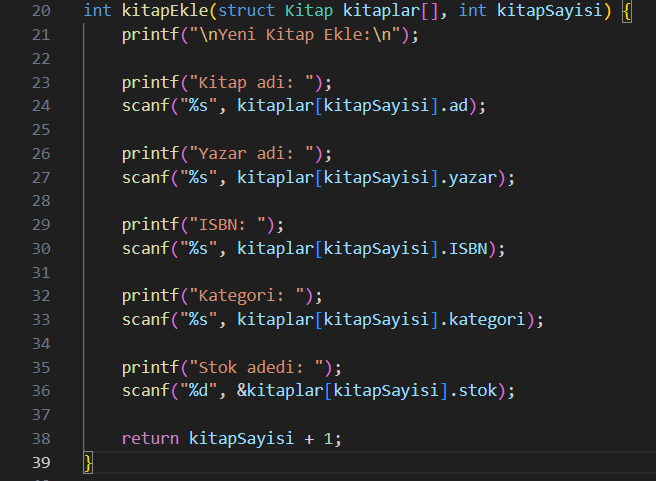 20 int kitapEkle(struct Kitap kitaplar[], int kitapSayisi) {
21 printf("\nYeni Kitap Ekle:\n");
22
23 printf("Kitap adi: ");
24 scanf("%s", kitaplar[kitapSayisi].ad);
25
26 printf("Yazar adi: ");
27 scanf("%s", kitaplar[kitapSayisi].yazar);
28
29 printf("ISBN: ");
30 scanf("%s", kitaplar[kitapSayisi].ISBN);
31
32 printf("Kategori: ");
33 scanf("%s", kitaplar[kitapSayisi].kategori);
34
35 printf("Stok adedi: ");
36 scanf("%d", &kitaplar[kitapSayisi].stok);
37
38 return kitapSayisi + 1;
39 }